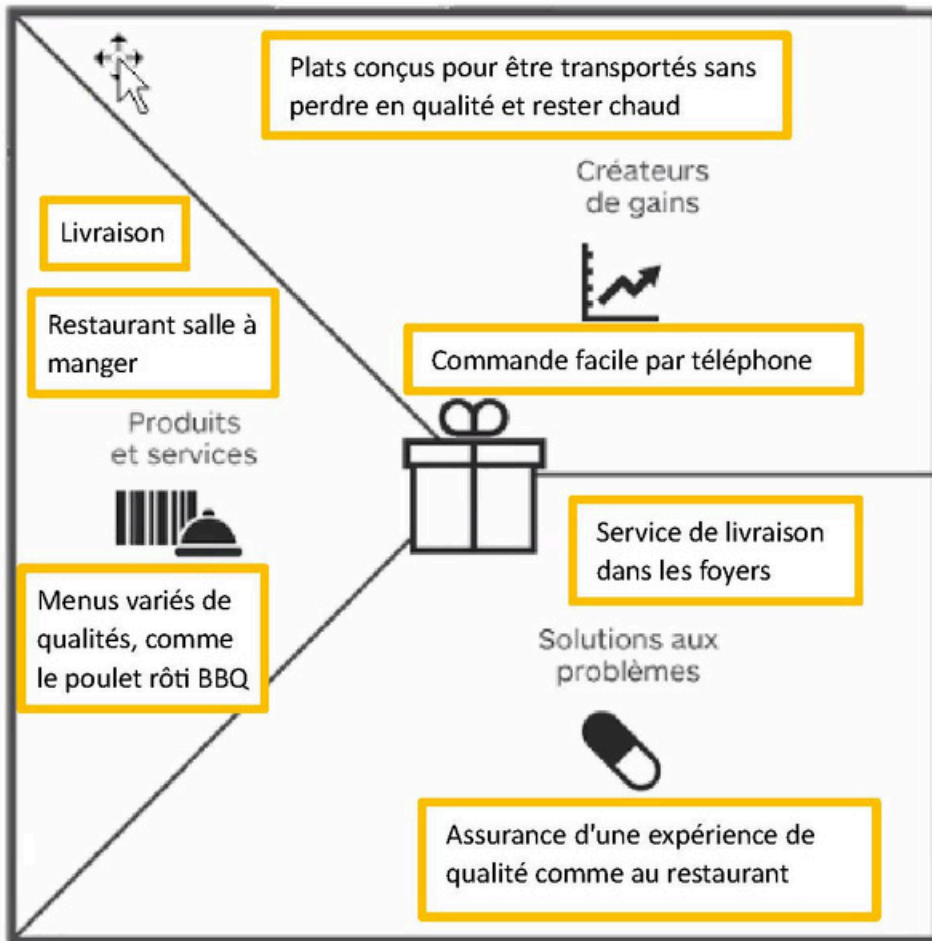 Plats conçus pour être transportés sans
perdre en qualité et rester chaud
Créateurs
de gains
Livraison
Restaurant salle à
manger
Commande facile par téléphone
Produits
et services
Service de livraison
dans les foyers
Menus variés de
qualités, comme
le poulet rôti BBQ
Solutions aux
problèmes
Assurance d'une expérience de
qualité comme au restaurant